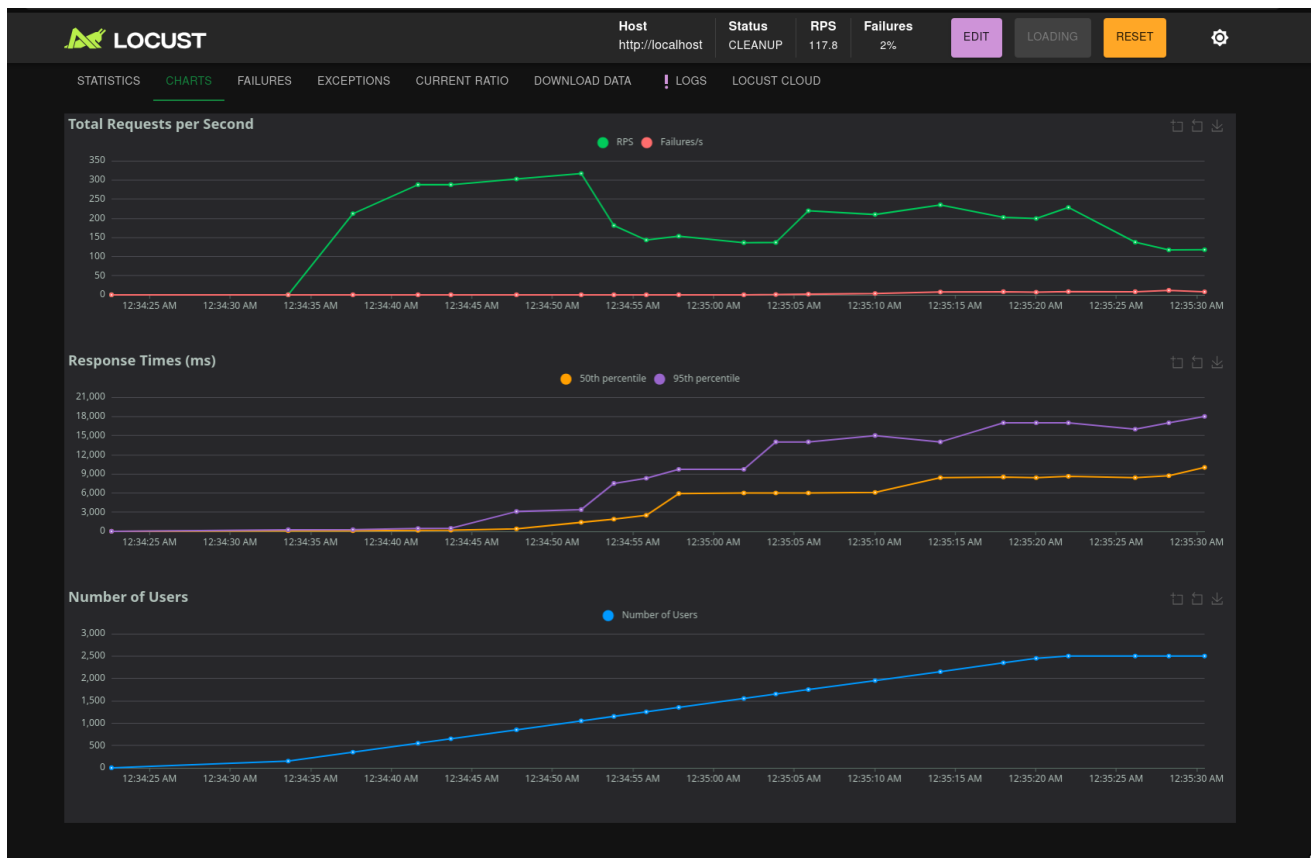 LOCUST
Host Status RPS Failures
http://localhost CLEANUP 117.8 2%
EDIT LOADING RESET
STATISTICS CHARTS FAILURES EXCEPTIONS CURRENT RATIO DOWNLOAD DATA ! LOGS LOCUST CLOUD
Total Requests per Second
RPS Failures/s
350
300
250
200
150
100
50
0
12:34:25 AM 12:34:30 AM 12:34:35 AM 12:34:40 AM 12:34:45 AM 12:34:50 AM 12:34:55 AM 12:35:00 AM 12:35:05 AM 12:35:10 AM 12:35:15 AM 12:35:20 AM 12:35:25 AM 12:35:30 AM
Response Times (ms)
50th percentile 95th percentile
21,000
18,000
15,000
12,000
9,000
6,000
3,000
0
12:34:25 AM 12:34:30 AM 12:34:35 AM 12:34:40 AM 12:34:45 AM 12:34:50 AM 12:34:55 AM 12:35:00 AM 12:35:05 AM 12:35:10 AM 12:35:15 AM 12:35:20 AM 12:35:25 AM 12:35:30 AM
Number of Users
Number of Users
3,000
2,500
2,000
1,500
1,000
500
0
12:34:25 AM 12:34:30 AM 12:34:35 AM 12:34:40 AM 12:34:45 AM 12:34:50 AM 12:34:55 AM 12:35:00 AM 12:35:05 AM 12:35:10 AM 12:35:15 AM 12:35:20 AM 12:35:25 AM 12:35:30 AM